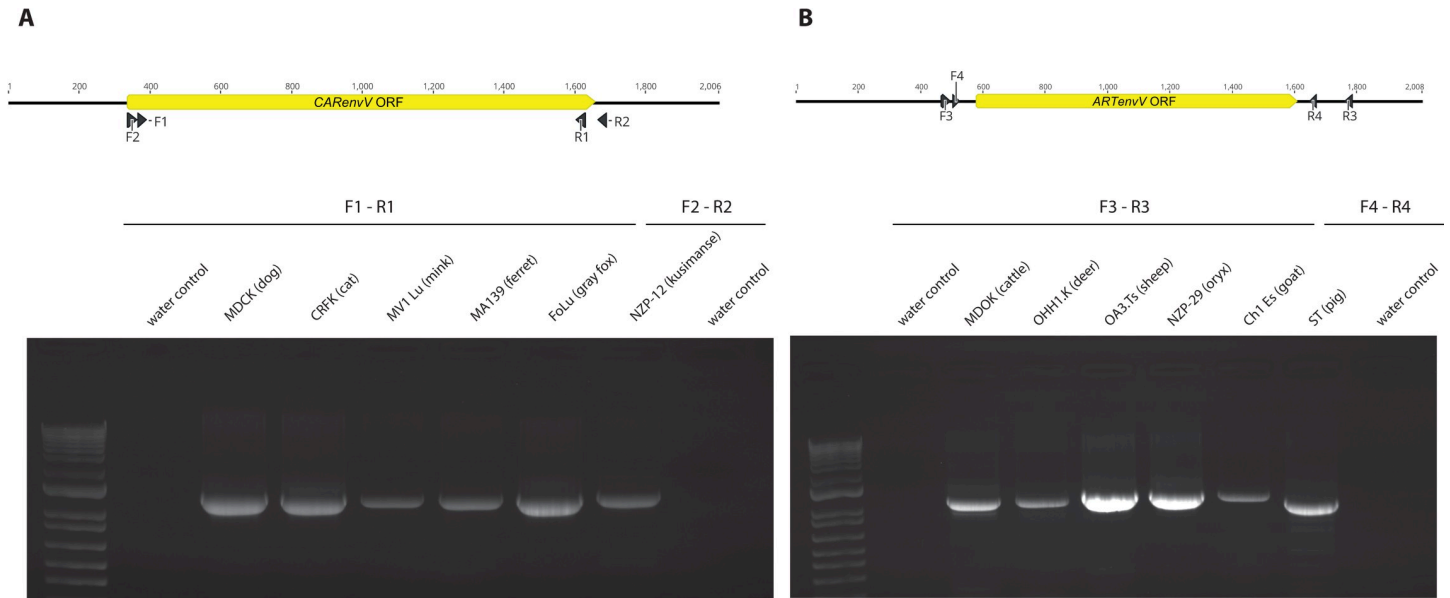 A
1 200 400 600 800 1,000 1,200 1,400 1,600 1,800 2,006
CARenvV ORF
F2 F1 R1 R2
F1 - R1
F2 - R2
water control
MDCK (dog)
CRFK (cat)
MV1 Lu (mink)
MA139 (ferret)
FoLu (gray fox)
NZP-12 (kusimanse)
water control
B
F4
1 200 400 600 800 1,000 1,200 1,400 1,600 1,800 2,008
ARTenvV ORF
F3 R4 R3
F3 - R3
F4 - R4
water control
MDOK (cattle)
OHH1.K (deer)
OA3.Ts (sheep)
NZP-29 (oryx)
Ch1 Es (goat)
ST (pig)
water control